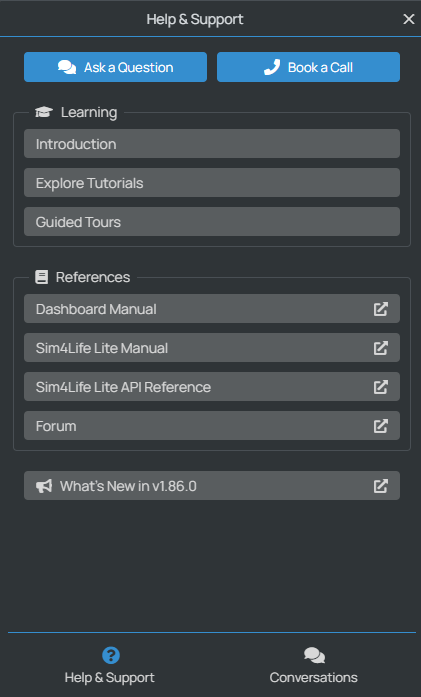 Help & Support
Ask a Question
Book a Call
Learning
Introduction
Explore Tutorials
Guided Tours
References
Dashboard Manual
Sim4Life Lite Manual
Sim4Life Lite API Reference
Forum
What's New in v1.86.0
Help & Support
Conversations